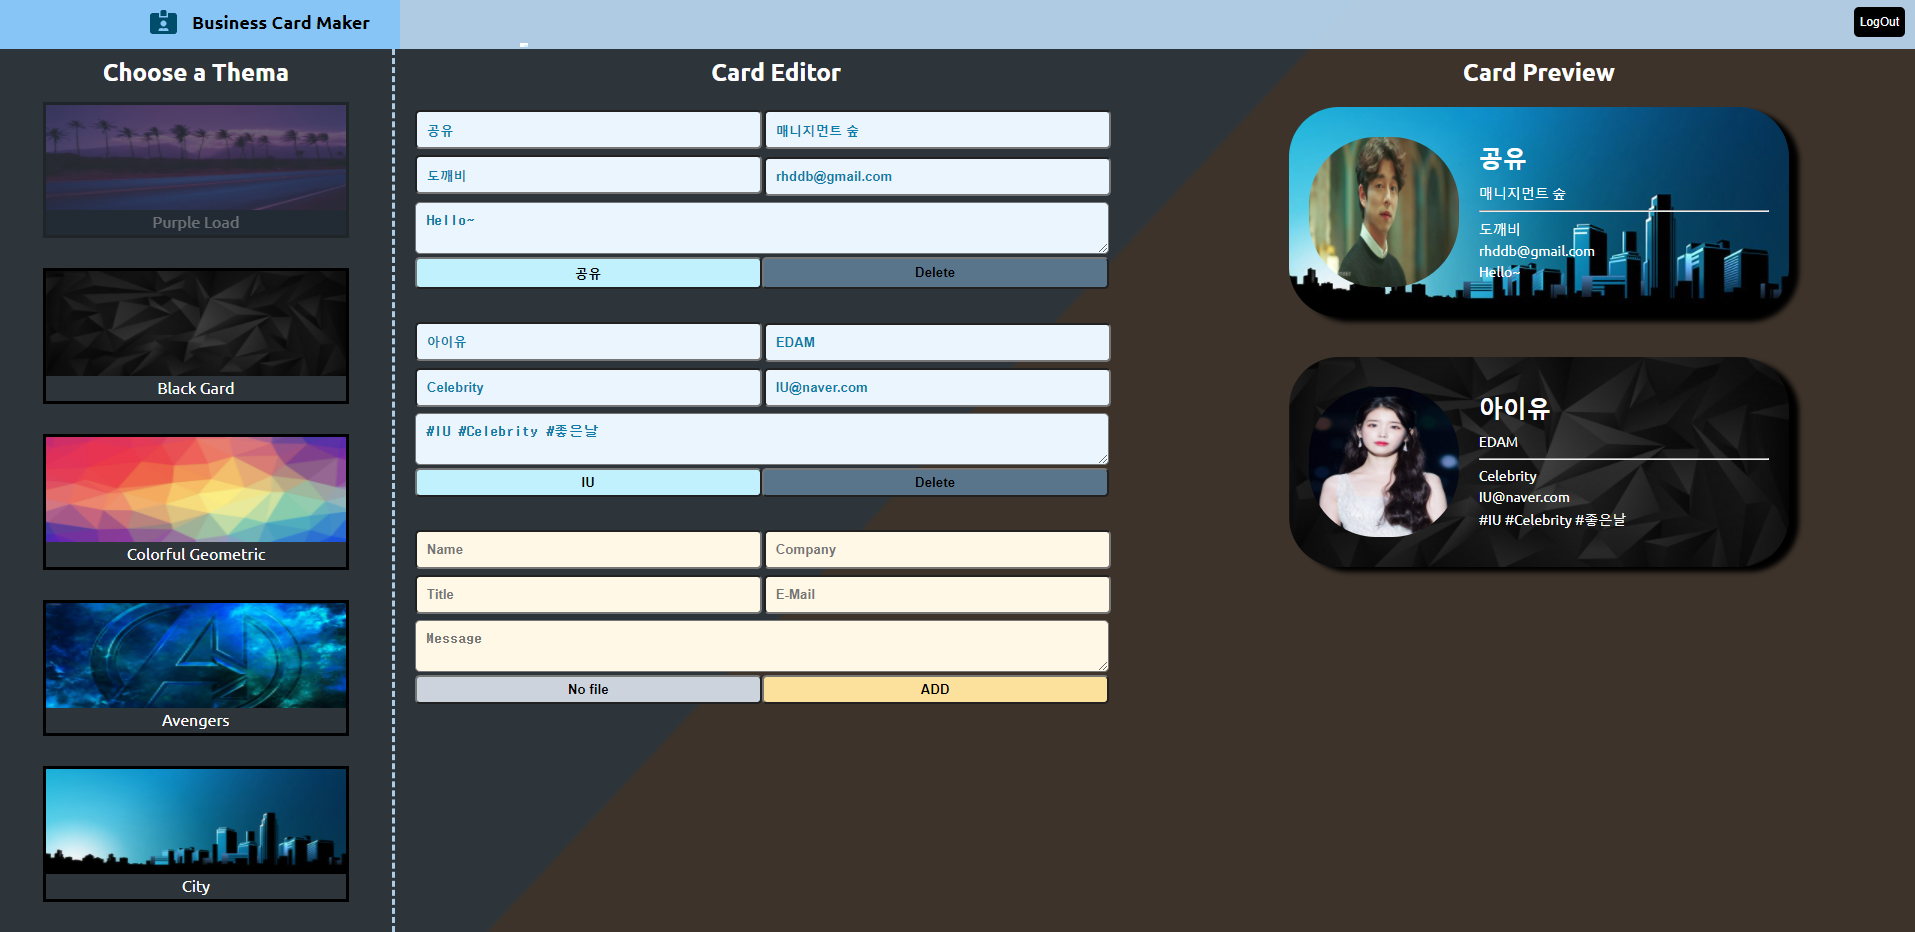 Business Card Maker
LogOut
Choose a Thema
Purple Load
Black Gard
Colorful Geometric
Avengers
City
Card Editor
공유 매니지먼트 숲
도깨비 rhddb@gmail.com
Hello~
공유 Delete
아이유 EDAM
Celebrity IU@naver.com
#IU #Celebrity #좋은날
IU Delete
Name Company
Title E-Mail
Message
No file ADD
Card Preview
공유
매니지먼트 숲
도깨비
rhddb@gmail.com
Hello~
아이유
EDAM
Celebrity
IU@naver.com
#IU #Celebrity #좋은날